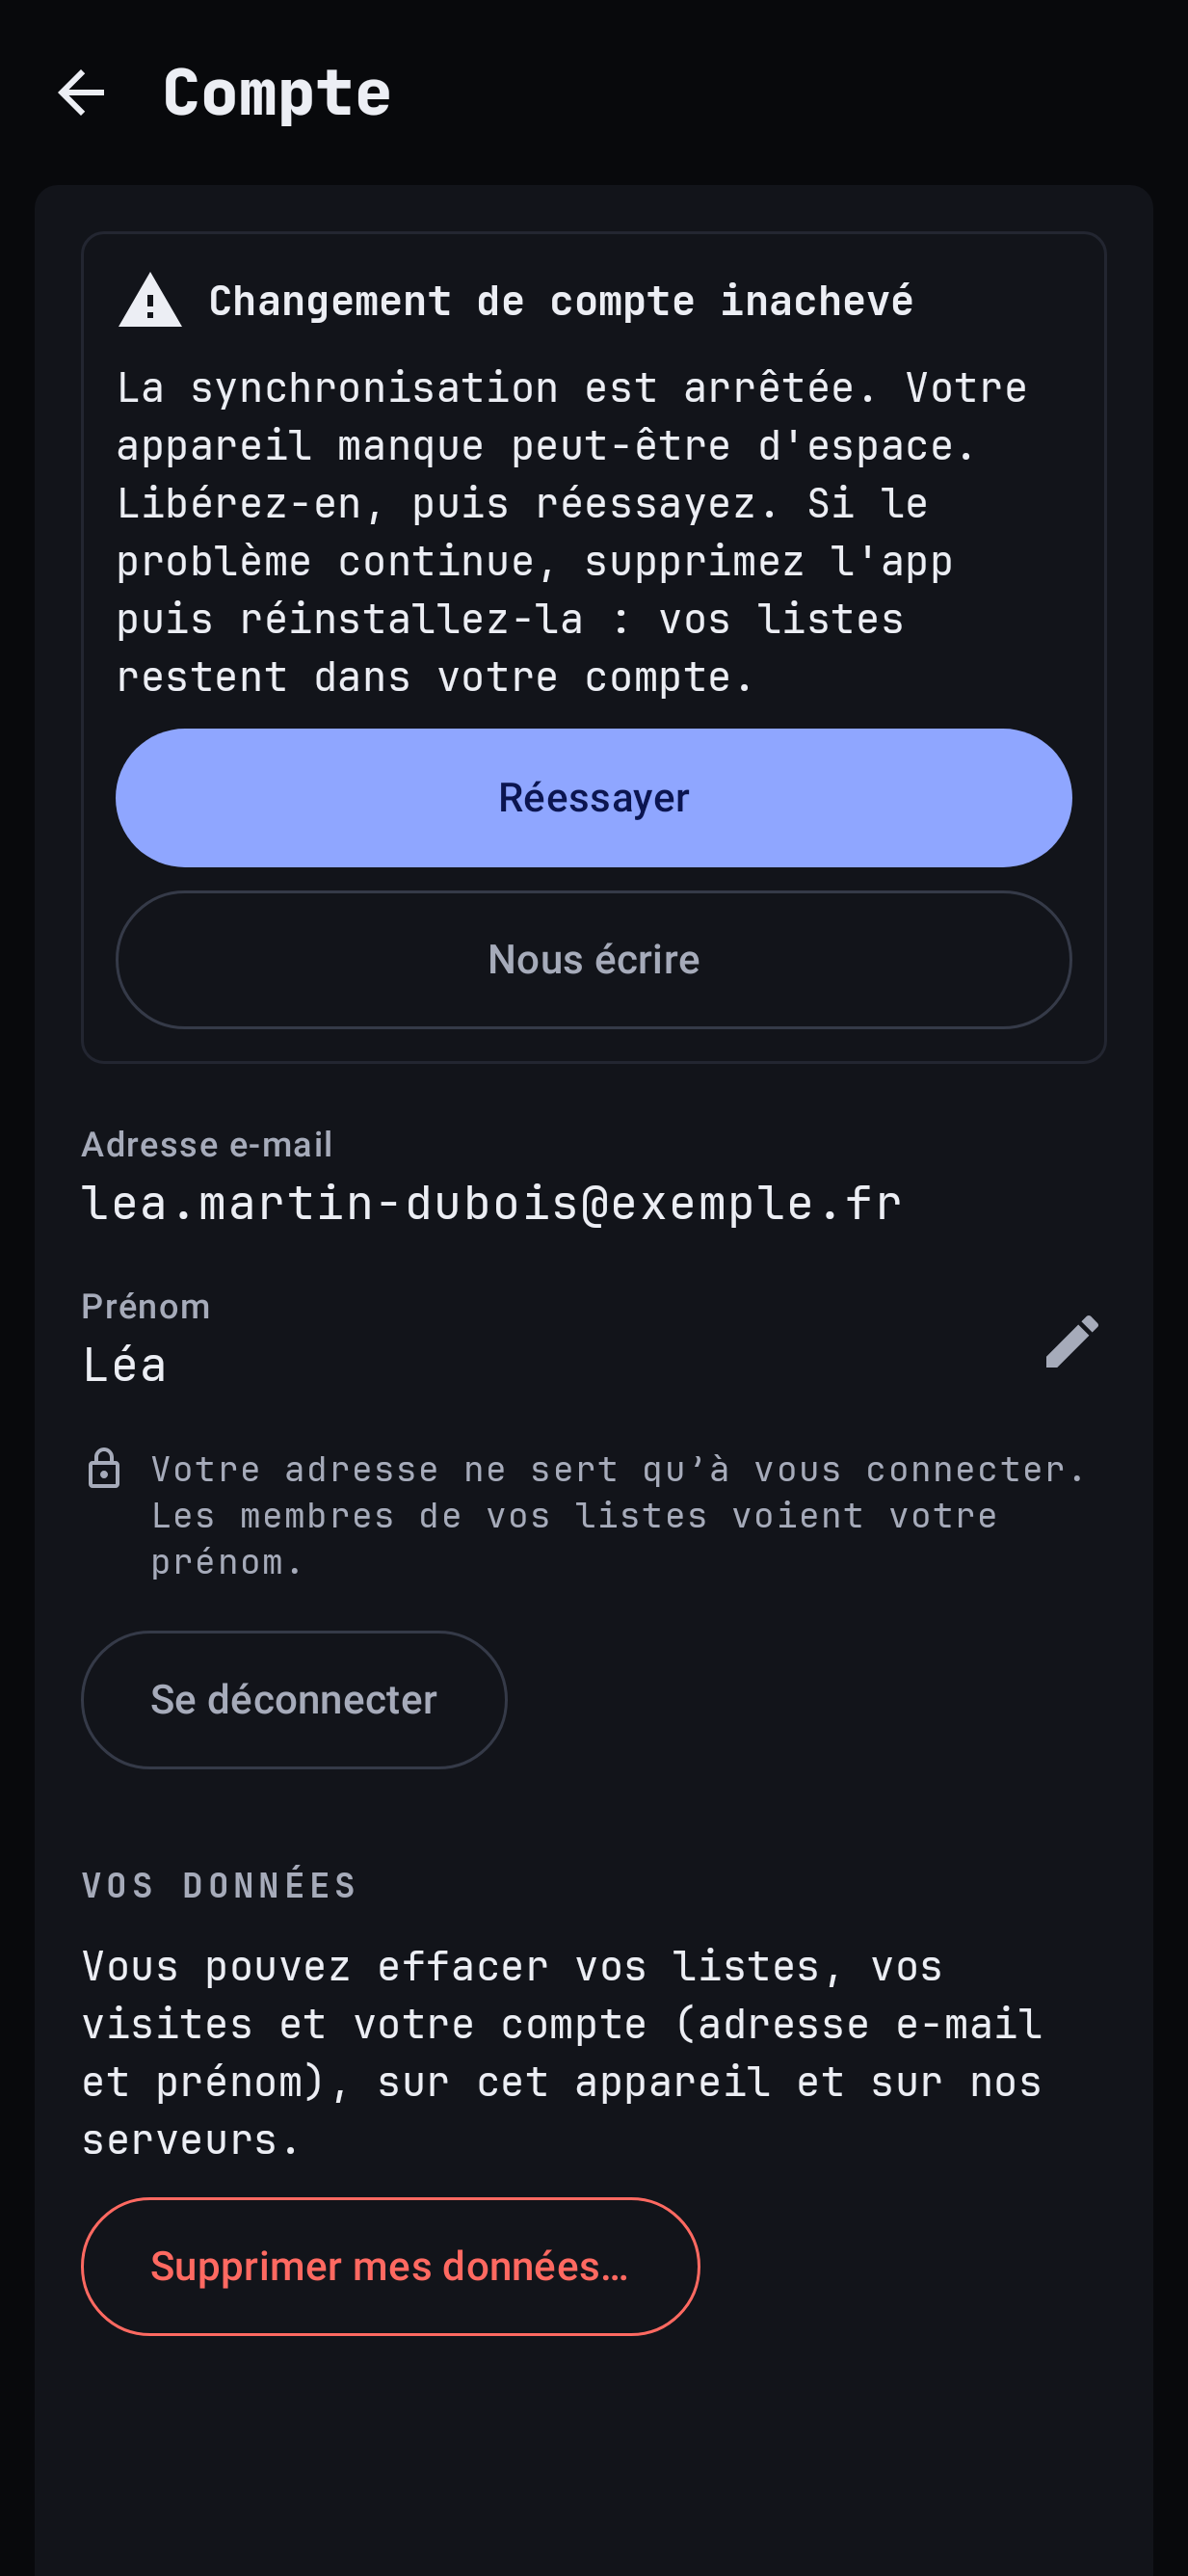 Compte
Changement de compte inachevé
La synchronisation est arrêtée. Votre
appareil manque peut-être d'espace.
Libérez-en, puis réessayez. Si le
problème continue, supprimez l'app
puis réinstallez-la : vos listes
restent dans votre compte.
Réessayer
Nous écrire
Adresse e-mail
lea.martin-dubois@exemple.fr
Prénom
Léa
Votre adresse ne sert qu’à vous connecter.
Les membres de vos listes voient votre
prénom.
Se déconnecter
VOS DONNÉES
Vous pouvez effacer vos listes, vos
visites et votre compte (adresse e-mail
et prénom), sur cet appareil et sur nos
serveurs.
Supprimer mes données…